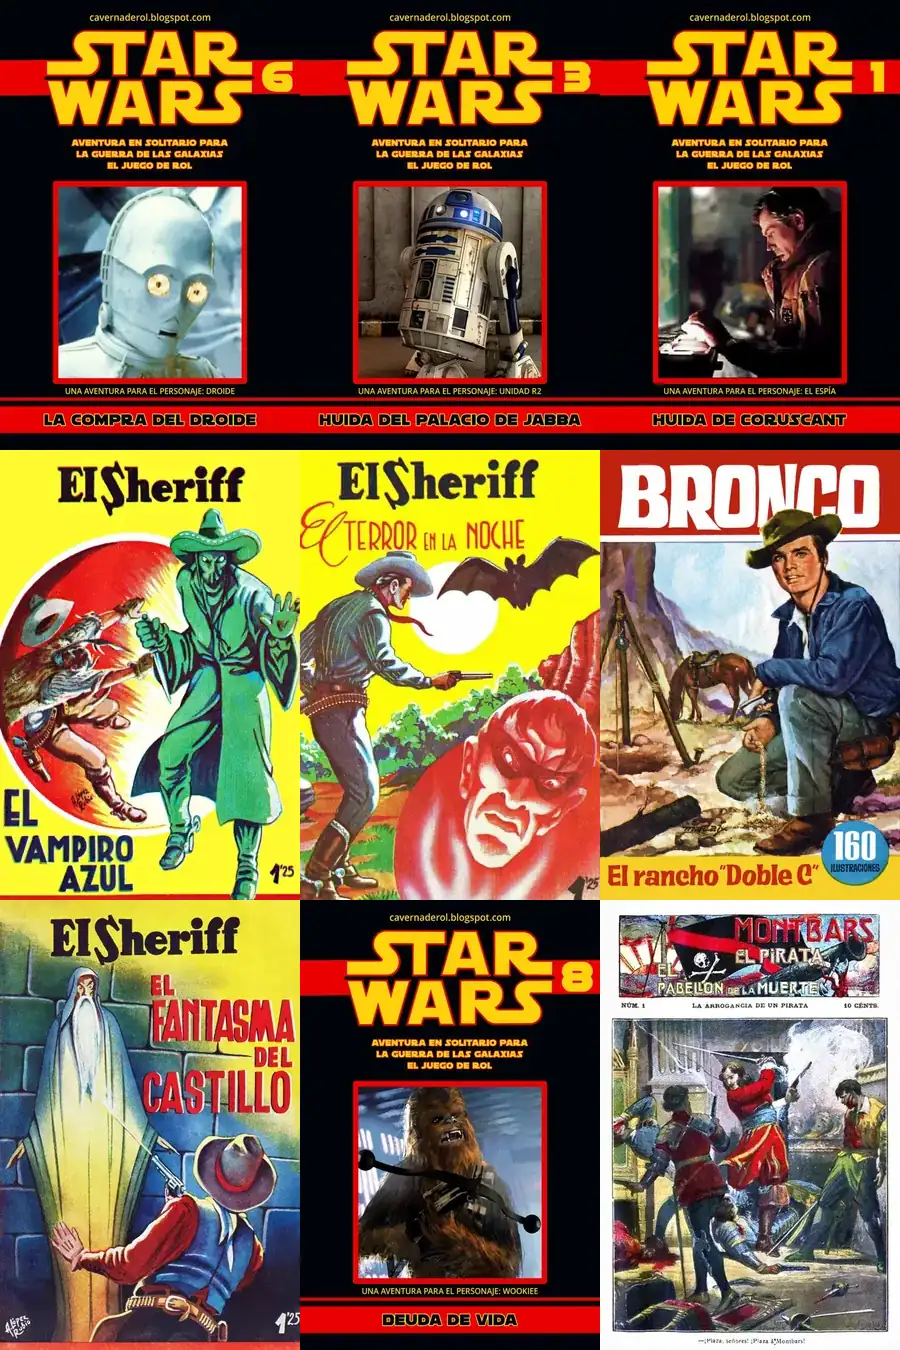 cavernaderol.blogspot.com
STAR
WARS 6
AVENTURA EN SOLITARIO PARA
LA GUERRA DE LAS GALAXIAS
EL JUEGO DE ROL
UNA AVENTURA PARA EL PERSONAJE: DROIDE
LA COMPRA DEL DROIDE
cavernaderol.blogspot.com
STAR
WARS 3
AVENTURA EN SOLITARIO PARA
LA GUERRA DE LAS GALAXIAS
EL JUEGO DE ROL
UNA AVENTURA PARA EL PERSONAJE: UNIDAD R2
HUIDA DEL PALACIO DE JABBA
cavernaderol.blogspot.com
STAR
WARS 1
AVENTURA EN SOLITARIO PARA
LA GUERRA DE LAS GALAXIAS
EL JUEGO DE ROL
UNA AVENTURA PARA EL PERSONAJE: EL ESPÍA
HUIDA DE CORUSCANT
El Sheriff
EL
VAMPIRO
AZUL
1'25
El Sheriff
El TERROR EN LA NOCHE
1'25
BRONCO
160
ILUSTRACIONES
El rancho "Doble C"
El Sheriff
EL
FANTASMA
DEL
CASTILLO
A. López
Rubio
1'25
cavernaderol.blogspot.com
STAR
WARS 8
AVENTURA EN SOLITARIO PARA
LA GUERRA DE LAS GALAXIAS
EL JUEGO DE ROL
UNA AVENTURA PARA EL PERSONAJE: WOOKIEE
DEUDA DE VIDA
MONTBARS
EL PIRATA
EL
PABELLON DE LA MUERTE
NÚM. 1 LA ARROGANCIA DE UN PIRATA 10 CÉNTS.
—¡Plaza, señores! ¡Plaza á Montbars!